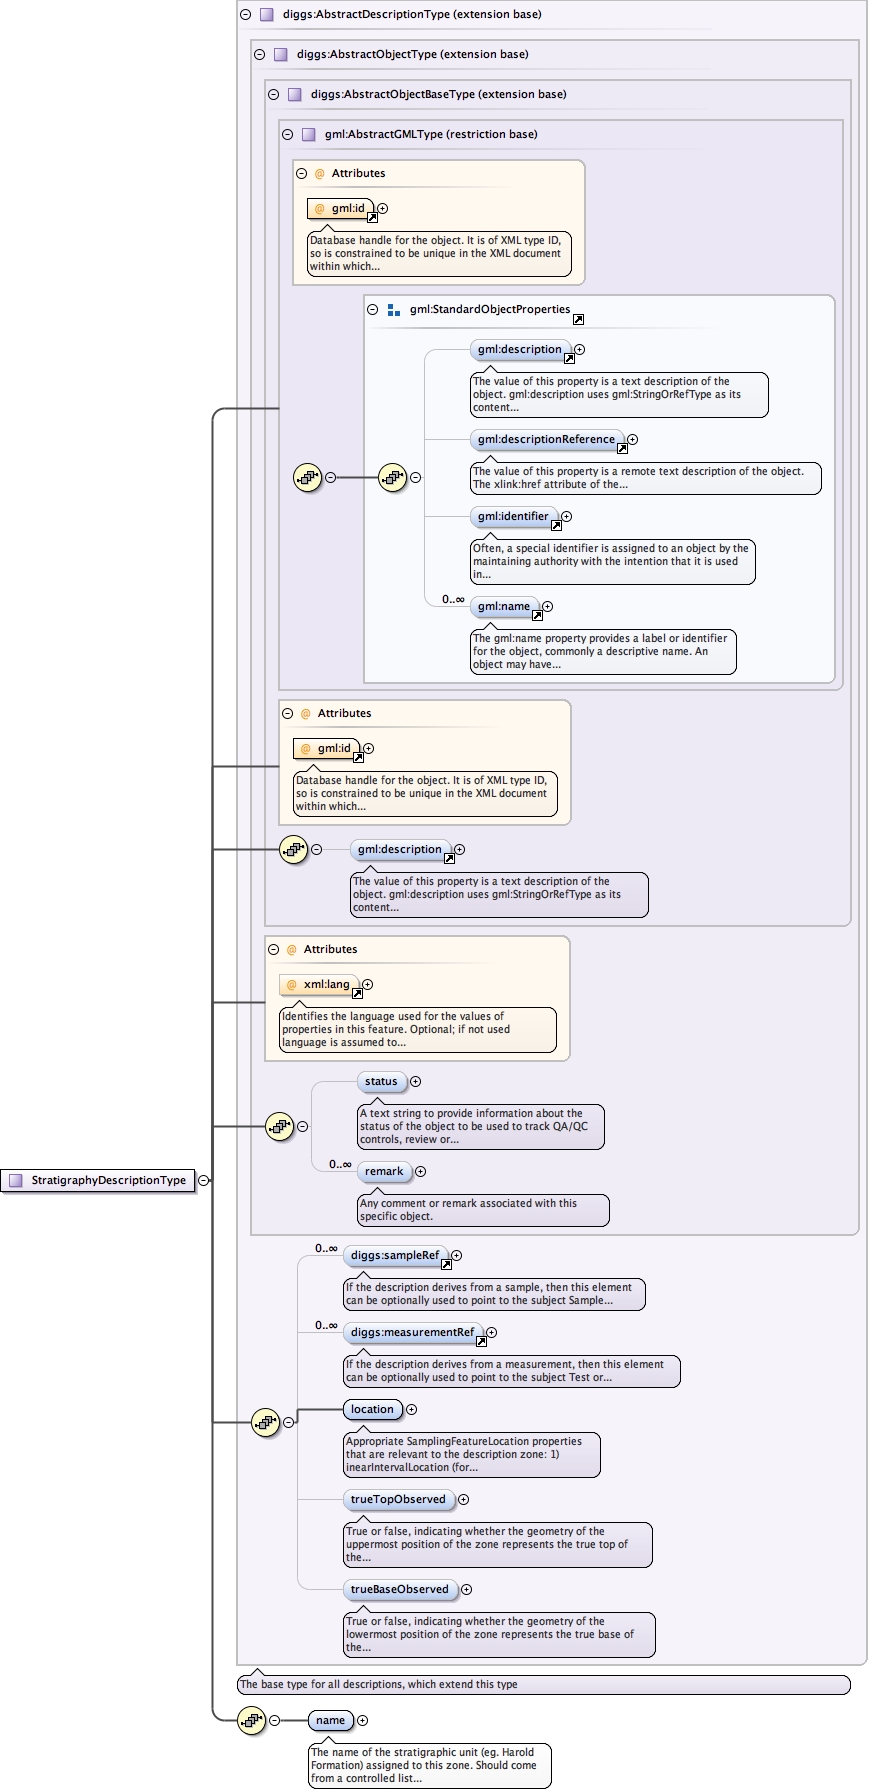 diggs:AbstractDescriptionType (extension base)
diggs:AbstractObjectType (extension base)
diggs:AbstractObjectBaseType (extension base)
gml:AbstractGMLType (restriction base)
@ Attributes
@ gml:id
Database handle for the object. It is of XML type ID,
so is constrained to be unique in the XML document
within which...
gml:StandardObjectProperties
gml:description
The value of this property is a text description of the
object. gml:description uses gml:StringOrRefType as its
content...
gml:descriptionReference
The value of this property is a remote text description of the object.
The xlink:href attribute of the...
gml:identifier
Often, a special identifier is assigned to an object by the
maintaining authority with the intention that it is used
in...
0..∞
gml:name
The gml:name property provides a label or identifier
for the object, commonly a descriptive name. An
object may have...
@ Attributes
@ gml:id
Database handle for the object. It is of XML type ID,
so is constrained to be unique in the XML document
within which...
gml:description
The value of this property is a text description of the
object. gml:description uses gml:StringOrRefType as its
content...
@ Attributes
@ xml:lang
Identifies the language used for the values of
properties in this feature. Optional; if not used
language is assumed to...
status
A text string to provide information about the
status of the object to be used to track QA/QC
controls, review or...
0..∞
remark
Any comment or remark associated with this
specific object.
StratigraphyDescriptionType
0..∞
diggs:sampleRef
If the description derives from a sample, then this element
can be optionally used to point to the subject Sample...
0..∞
diggs:measurementRef
If the description derives from a measurement, then this element
can be optionally used to point to the subject Test or...
location
Appropriate SamplingFeatureLocation properties
that are relevant to the description zone: 1)
inearIntervalLocation (for...
trueTopObserved
True or false, indicating whether the geometry of the
uppermost position of the zone represents the true top of
the...
trueBaseObserved
True or false, indicating whether the geometry of the
lowermost position of the zone represents the true base of
the...
The base type for all descriptions, which extend this type
name
The name of the stratigraphic unit (eg. Harold
Formation) assigned to this zone. Should come
from a controlled list...